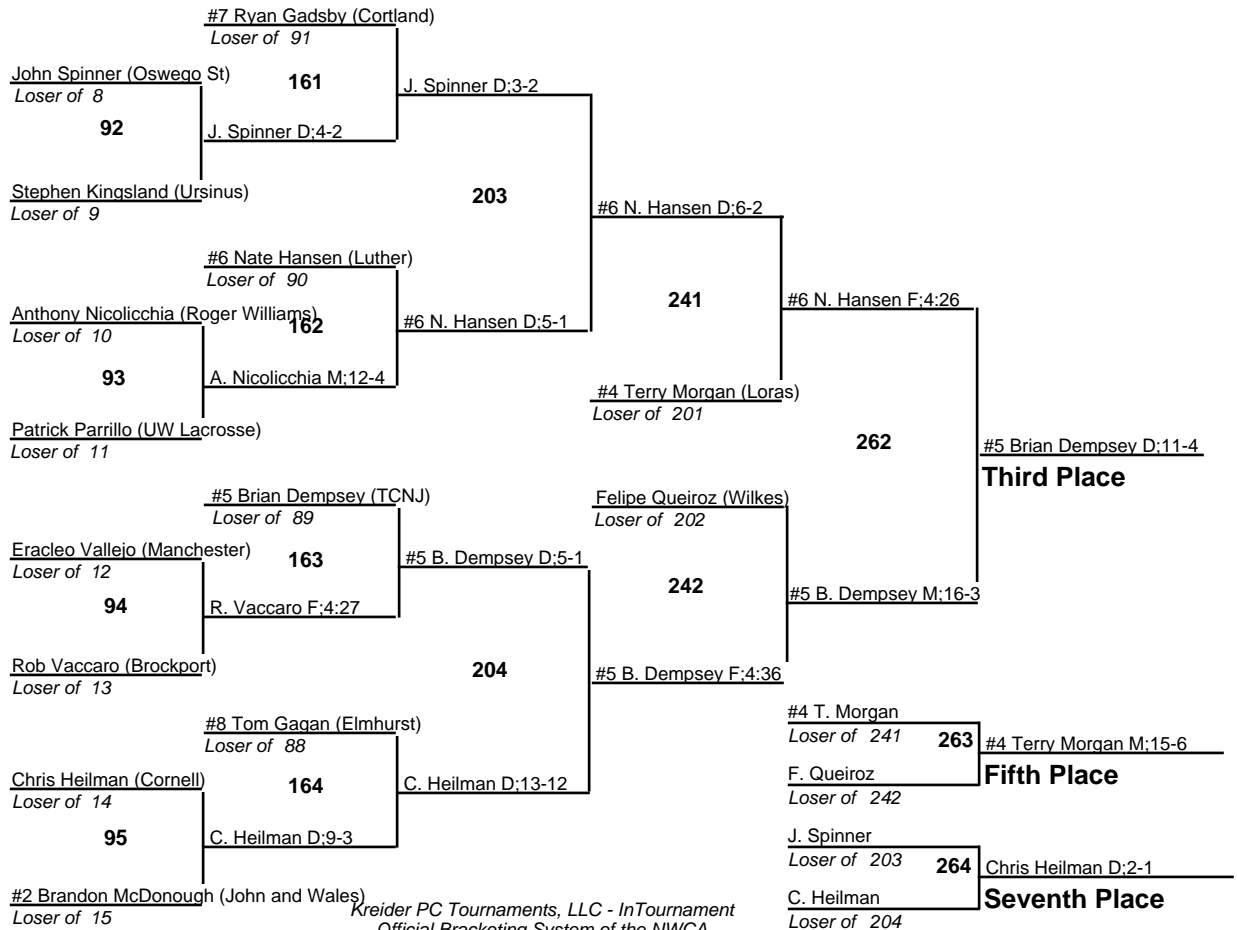 #7 Ryan Gadsby (Cortland)
Loser of 91
John Spinner (Oswego St)
Loser of 8
161
J. Spinner D;3-2
92
J. Spinner D;4-2
Stephen Kingsland (Ursinus)
Loser of 9
203
#6 N. Hansen D;6-2
#6 Nate Hansen (Luther)
Loser of 90
Anthony Nicolicchia (Roger Williams)
Loser of 10
162
#6 N. Hansen D;5-1
241
#6 N. Hansen F;4:26
93
A. Nicolicchia M;12-4
#4 Terry Morgan (Loras)
Loser of 201
Patrick Parrillo (UW Lacrosse)
Loser of 11
262
#5 Brian Dempsey D;11-4
Third Place
#5 Brian Dempsey (TCNJ)
Loser of 89
Felipe Queiroz (Wilkes)
Loser of 202
Eracleo Vallejo (Manchester)
Loser of 12
163
#5 B. Dempsey D;5-1
242
#5 B. Dempsey M;16-3
94
R. Vaccaro F;4:27
Rob Vaccaro (Brockport)
Loser of 13
204
#5 B. Dempsey F;4:36
#8 Tom Gagan (Elmhurst)
Loser of 88
#4 T. Morgan
Loser of 241
263
#4 Terry Morgan M;15-6
Fifth Place
F. Queiroz
Loser of 242
Chris Heilman (Cornell)
Loser of 14
164
C. Heilman D;13-12
95
C. Heilman D;9-3
J. Spinner
Loser of 203
264
Chris Heilman D;2-1
Seventh Place
C. Heilman
Loser of 204
#2 Brandon McDonough (John and Wales)
Loser of 15
Kreider PC Tournaments, LLC - InTournament
Official Bracketing System of the NWCA